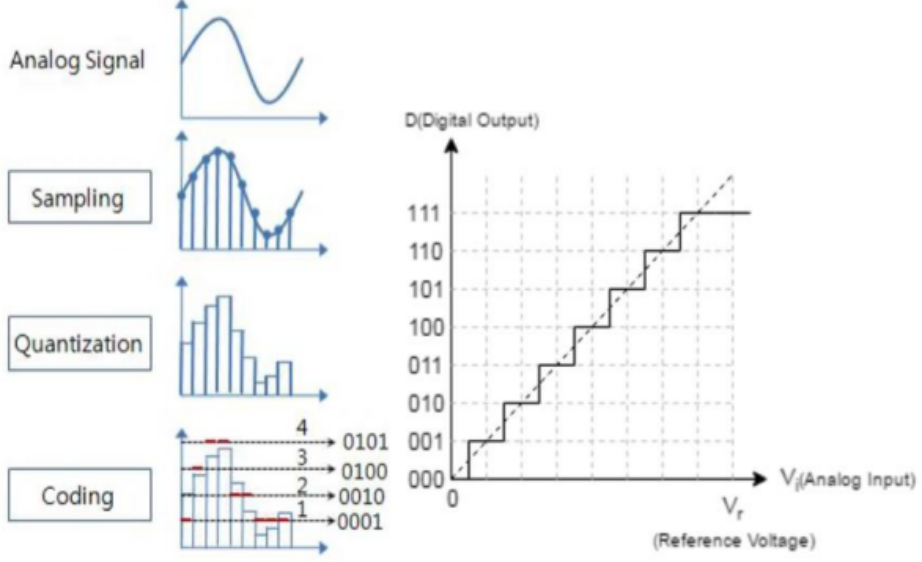 Analog Signal
Sampling
Quantization
Coding
4
0101
3
0100
2
0010
1
0001
D(Digital Output)
111
110
101
100
011
010
001
000
0
Vi(Analog Input)
Vr
(Reference Voltage)